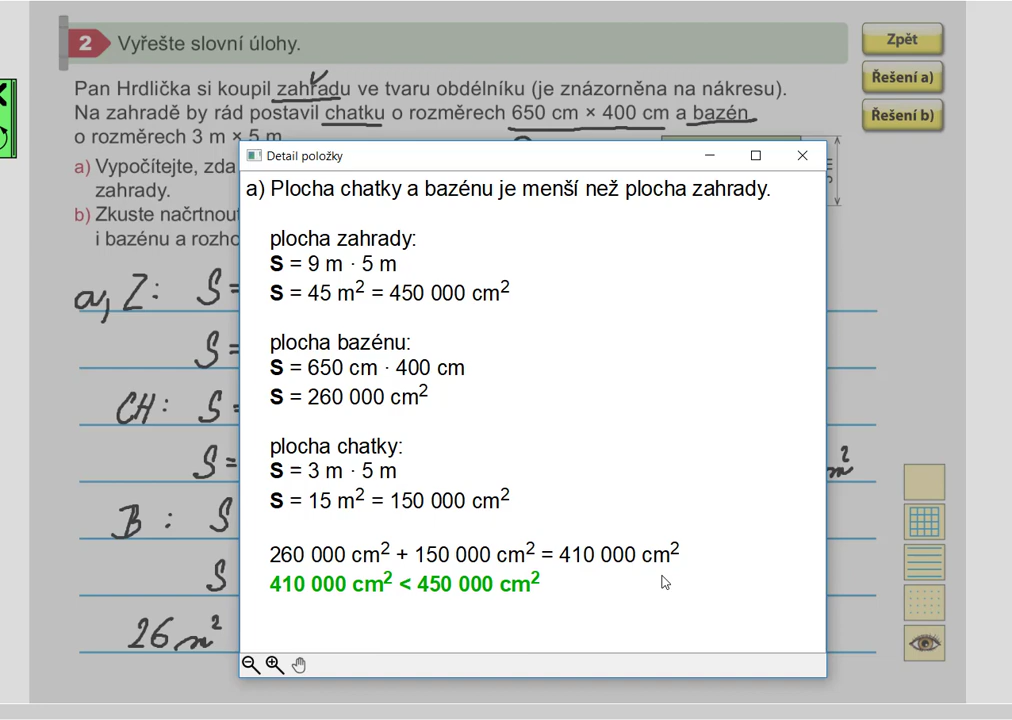 2 Vyřešte slovní úlohy.
Zpět
Řešení a)
Řešení b)
Pan Hrdlička si koupil zahradu ve tvaru obdélníku (je znázorněna na nákresu).
Na zahradě by rád postavil chatku o rozměrech 650 cm × 400 cm a bazén
o rozměrech 3 m × 5 m
a) Vypočítejte, zda
zahrady.
b) Zkuste načrtnout
i bazénu a rozho
Detail položky
a) Plocha chatky a bazénu je menší než plocha zahrady.
plocha zahrady:
S = 9 m · 5 m
S = 45 m² = 450 000 cm²
plocha bazénu:
S = 650 cm · 400 cm
S = 260 000 cm²
plocha chatky:
S = 3 m · 5 m
S = 15 m² = 150 000 cm²
260 000 cm² + 150 000 cm² = 410 000 cm²
410 000 cm² < 450 000 cm²
a, Z: S =
S =
CH: S =
S = m²
B: S
S
26 m²